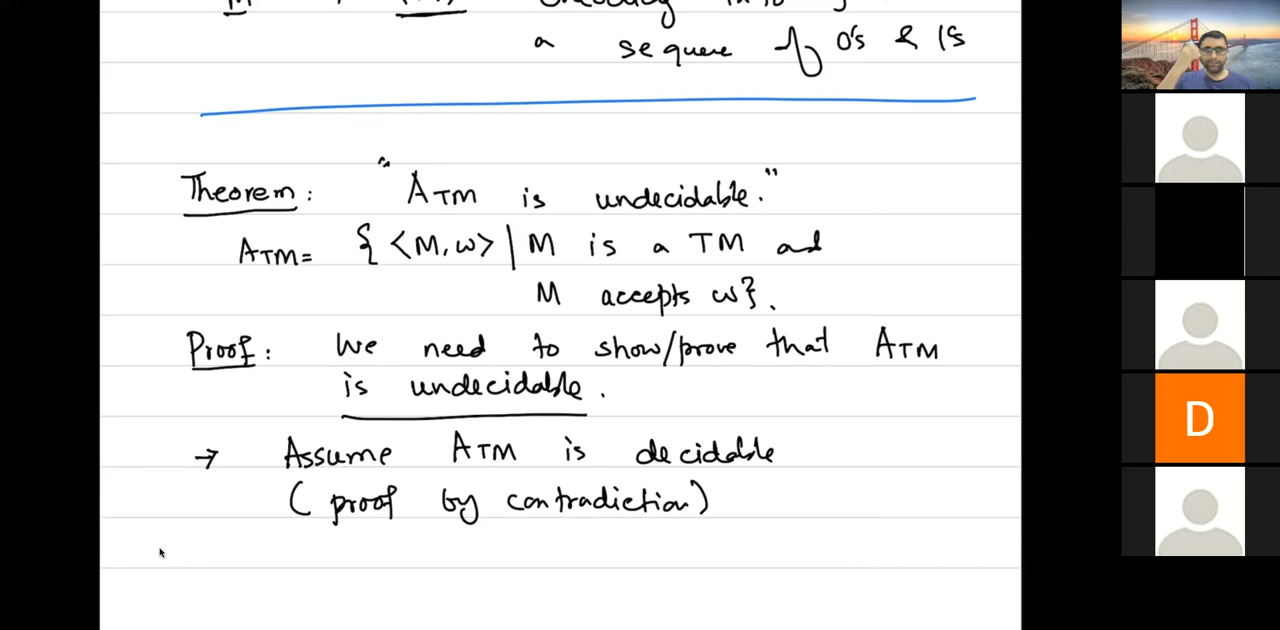 M
a sequence of 0's & 1s
Theorem: "ATM is undecidable."
ATM = { <M, w> | M is a TM and
M accepts w}.
Proof: We need to show/prove that ATM
is undecidable.
→ Assume ATM is decidable
(proof by contradiction)
D